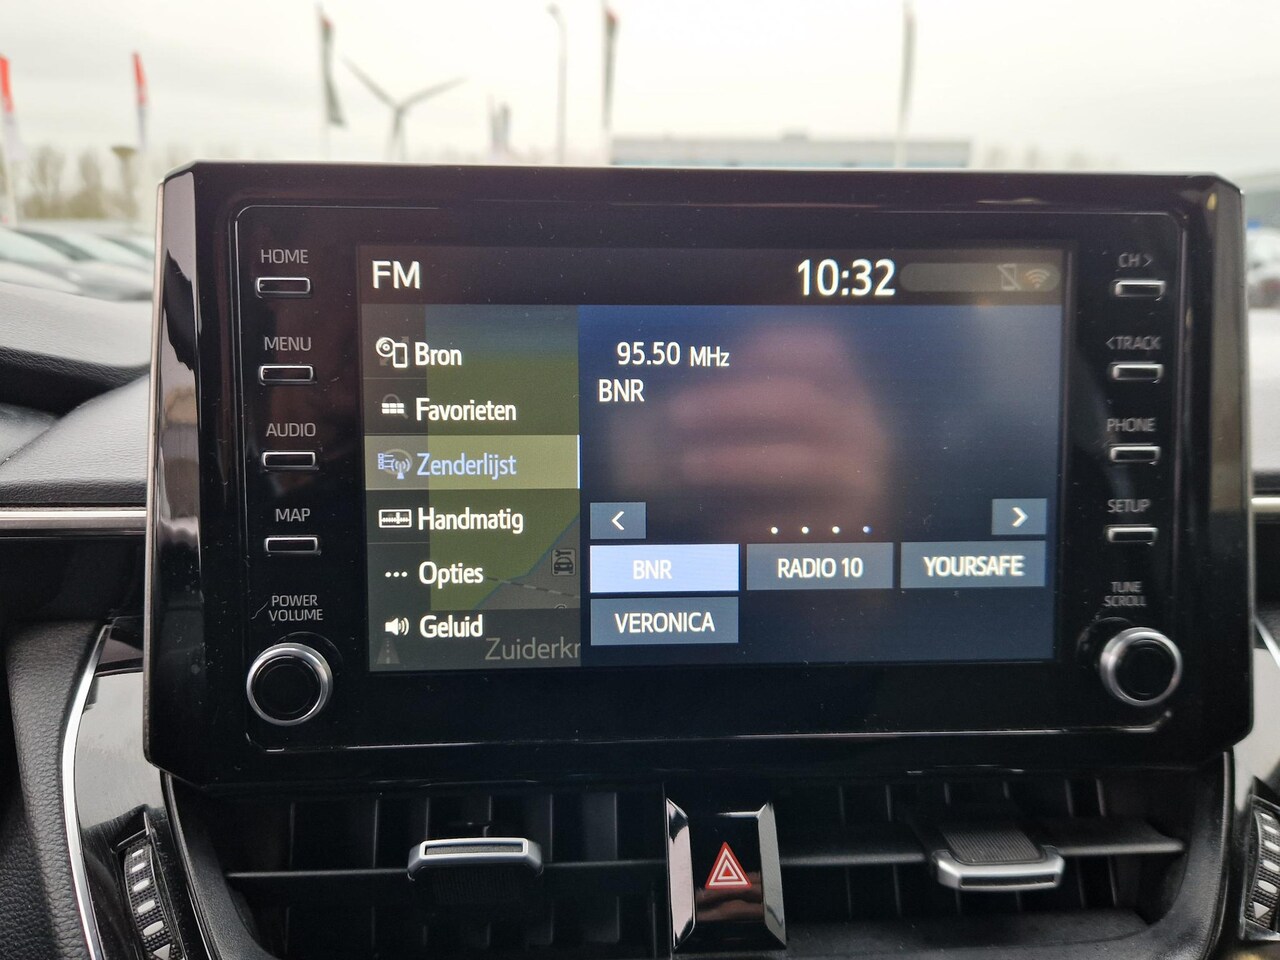 HOME
MENU
AUDIO
MAP
POWER
VOLUME
FM
10:32
Bron
Favorieten
Zenderlijst
Handmatig
Opties
Geluid
Zuiderkr
95.50 MHz
BNR
<
>
BNR
RADIO 10
YOURSAFE
VERONICA
CH >
< TRACK
PHONE
SETUP
TUNE
SCROLL